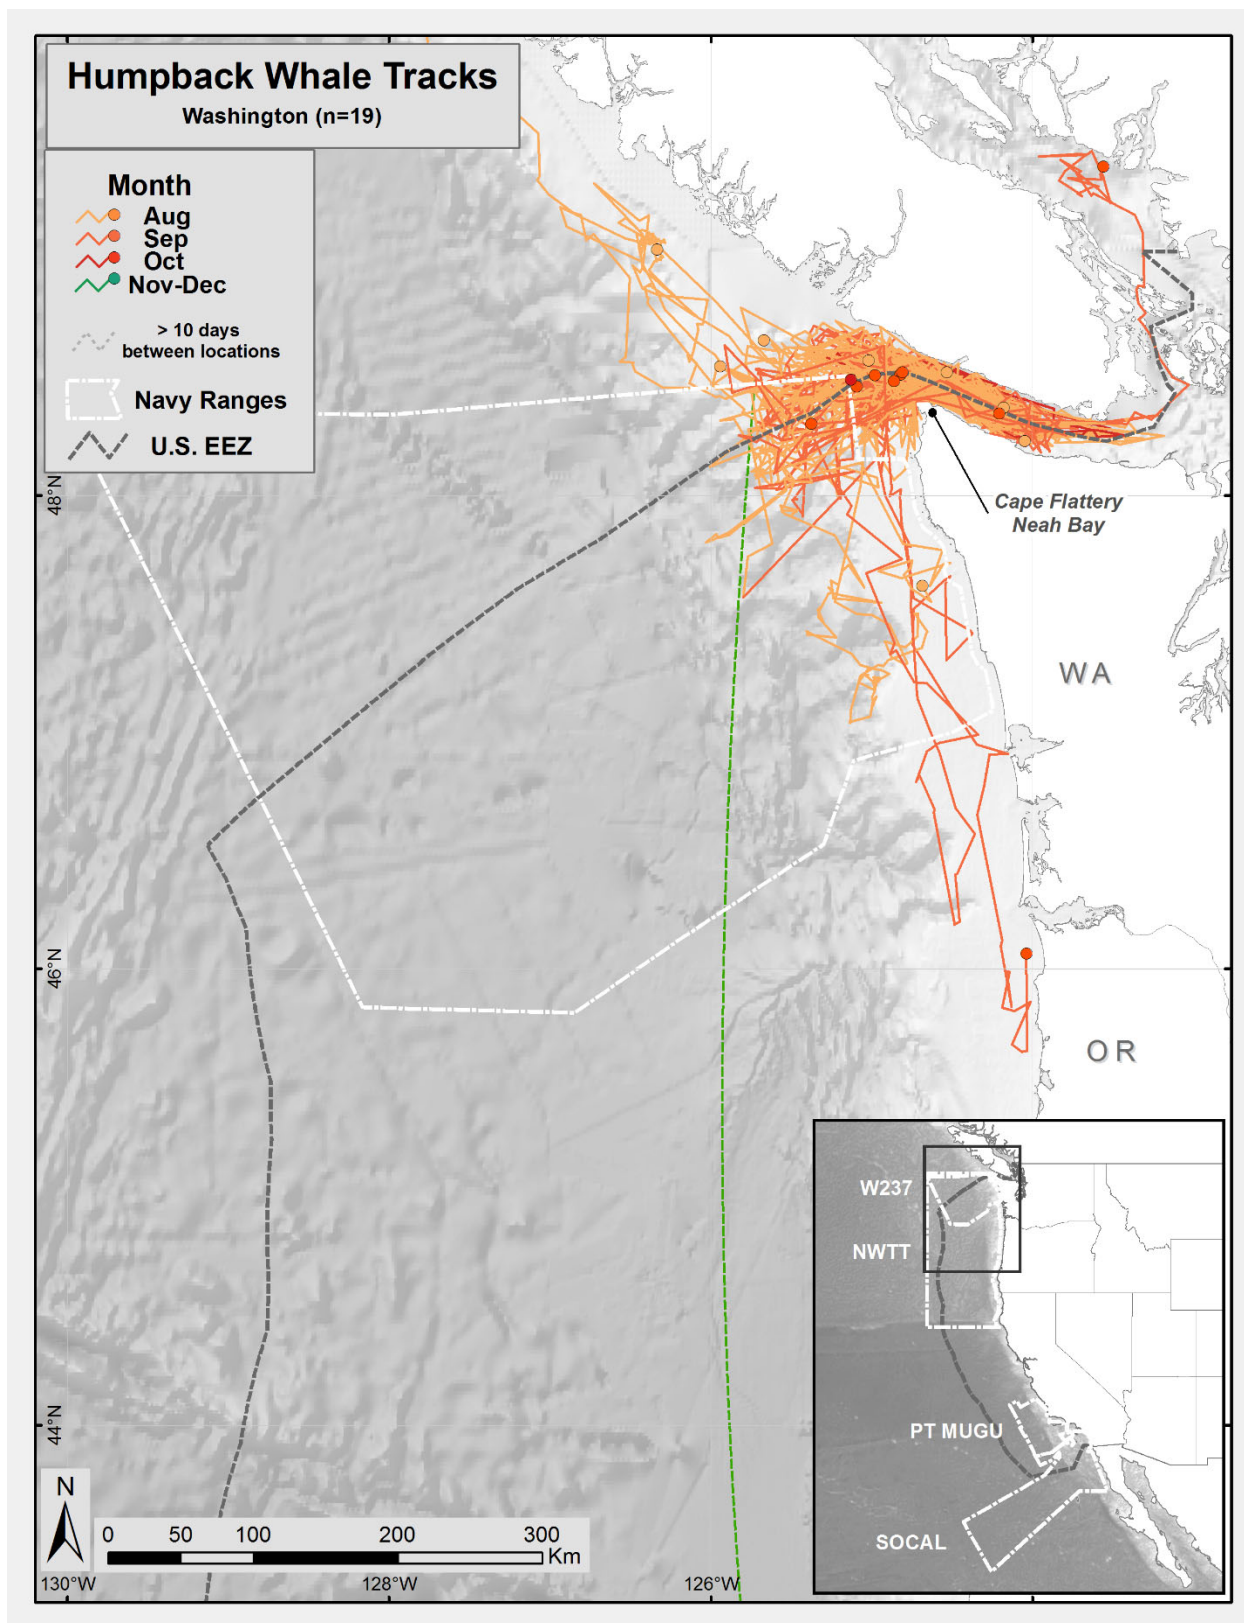 Humpback Whale Tracks
Washington (n=19)
Month
Aug
Sep
Oct
Nov-Dec
> 10 days
between locations
Navy Ranges
U.S. EEZ
48°N
Cape Flattery
Neah Bay
WA
46°N
OR
W237
NWTT
44°N
PT MUGU
SOCAL
N
0 50 100 200 300
Km
130°W 128°W 126°W